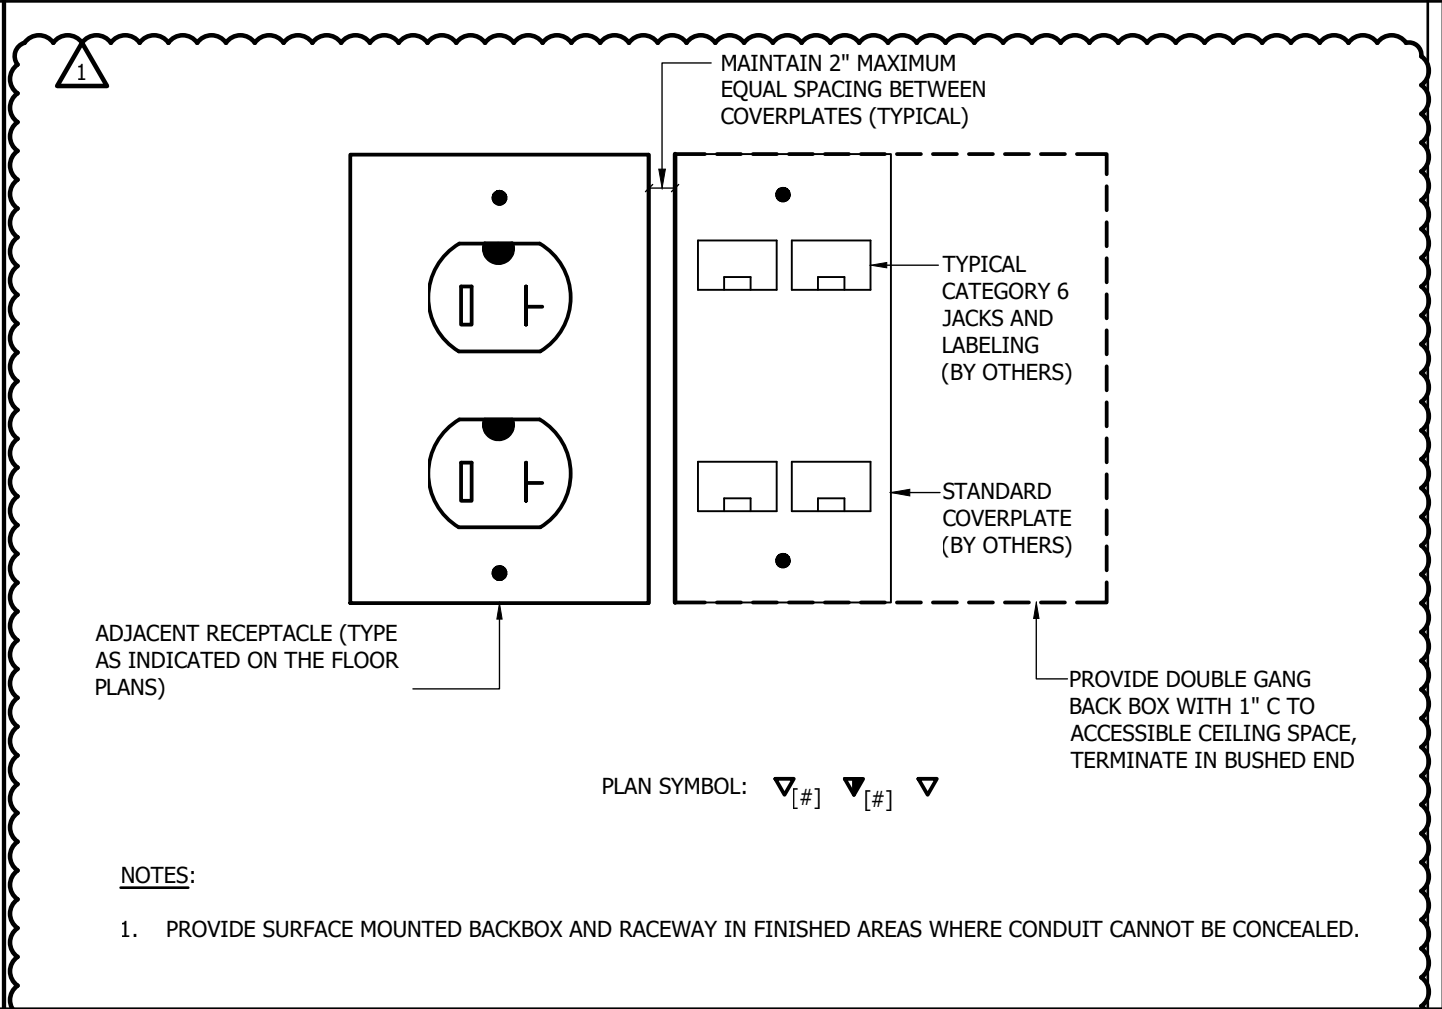 1
MAINTAIN 2" MAXIMUM
EQUAL SPACING BETWEEN
COVERPLATES (TYPICAL)
TYPICAL
CATEGORY 6
JACKS AND
LABELING
(BY OTHERS)
STANDARD
COVERPLATE
(BY OTHERS)
ADJACENT RECEPTACLE (TYPE
AS INDICATED ON THE FLOOR
PLANS)
PROVIDE DOUBLE GANG
BACK BOX WITH 1" C TO
ACCESSIBLE CEILING SPACE,
TERMINATE IN BUSHED END
PLAN SYMBOL: [#] [#]
NOTES:
1. PROVIDE SURFACE MOUNTED BACKBOX AND RACEWAY IN FINISHED AREAS WHERE CONDUIT CANNOT BE CONCEALED.